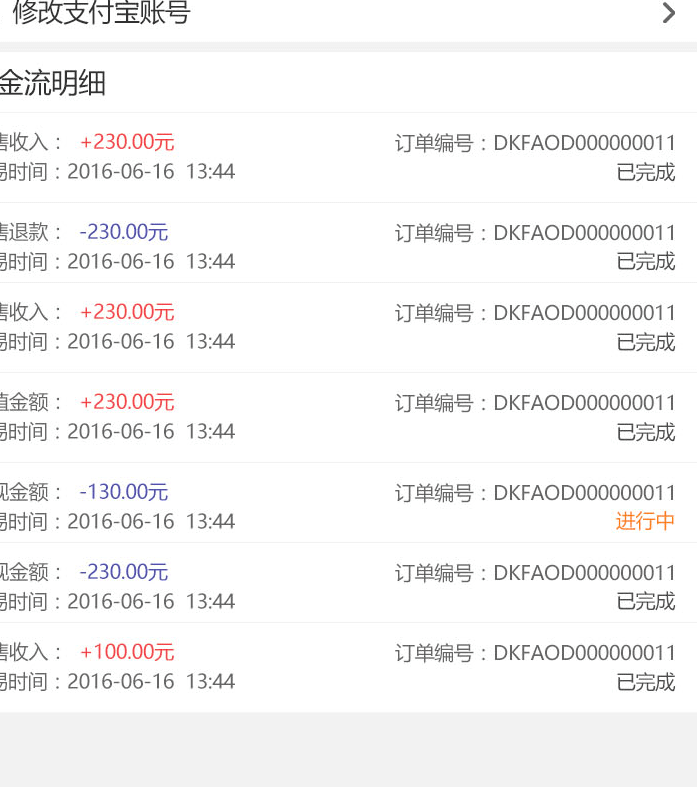 修改支付宝账号
金流明细
售收入： +230.00元 订单编号：DKFAOD000000011
易时间：2016-06-16 13:44 已完成
售退款： -230.00元 订单编号：DKFAOD000000011
易时间：2016-06-16 13:44 已完成
售收入： +230.00元 订单编号：DKFAOD000000011
易时间：2016-06-16 13:44 已完成
值金额： +230.00元 订单编号：DKFAOD000000011
易时间：2016-06-16 13:44 已完成
现金额： -130.00元 订单编号：DKFAOD000000011
易时间：2016-06-16 13:44 进行中
现金额： -230.00元 订单编号：DKFAOD000000011
易时间：2016-06-16 13:44 已完成
售收入： +100.00元 订单编号：DKFAOD000000011
易时间：2016-06-16 13:44 已完成